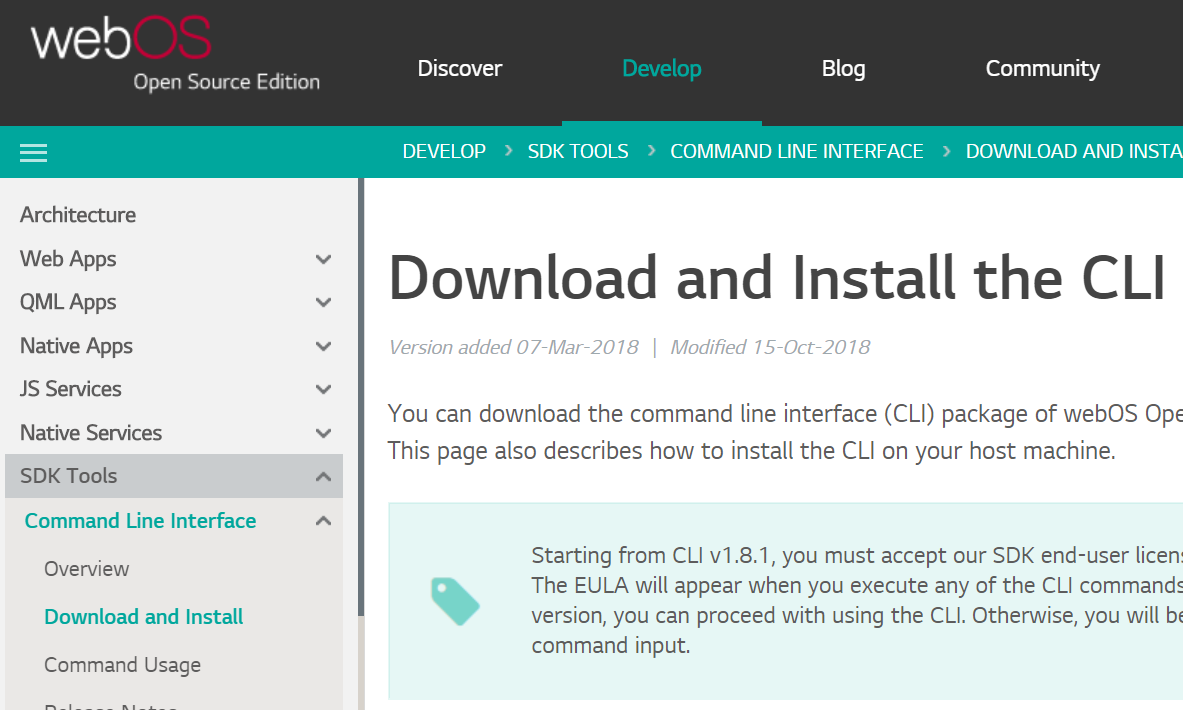 webOS
Open Source Edition
Discover
Develop
Blog
Community
DEVELOP > SDK TOOLS > COMMAND LINE INTERFACE > DOWNLOAD AND INSTA
Architecture
Web Apps
QML Apps
Native Apps
JS Services
Native Services
SDK Tools
Command Line Interface
Overview
Download and Install
Command Usage
Release Notes
Download and Install the CLI
Version added 07-Mar-2018 | Modified 15-Oct-2018
You can download the command line interface (CLI) package of webOS Ope
This page also describes how to install the CLI on your host machine.
Starting from CLI v1.8.1, you must accept our SDK end-user licens
The EULA will appear when you execute any of the CLI commands
version, you can proceed with using the CLI. Otherwise, you will be
command input.